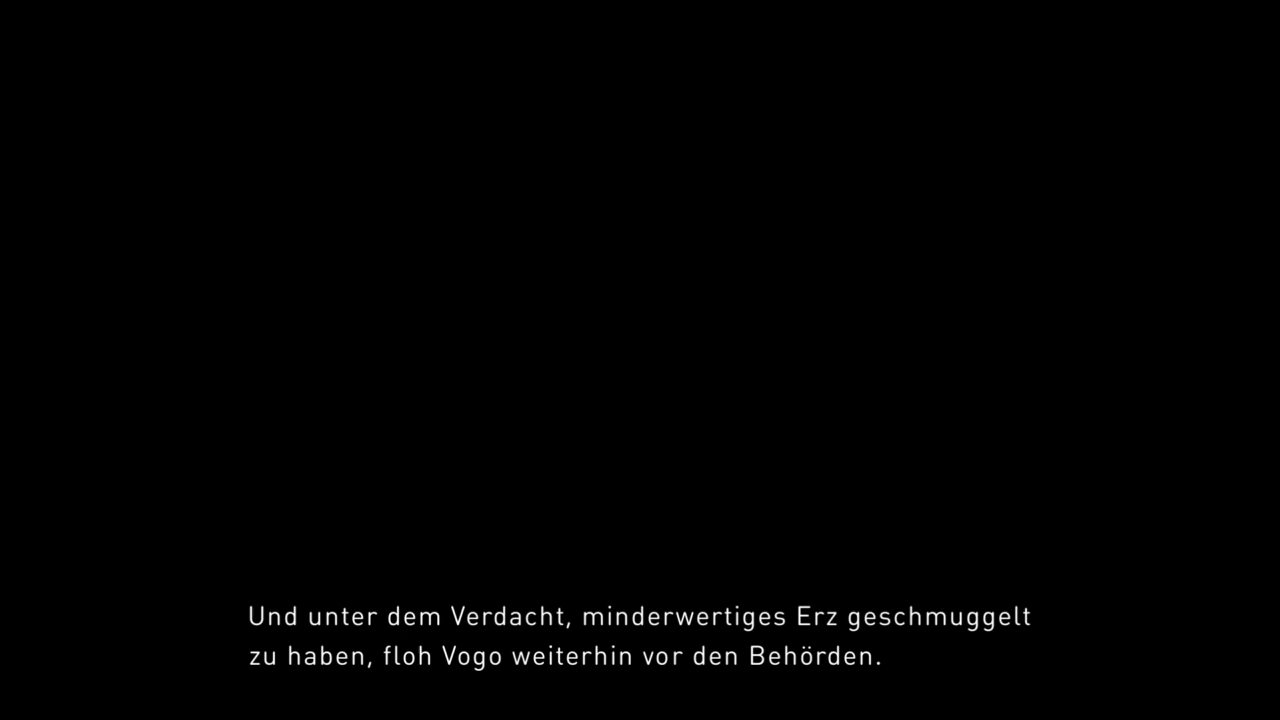 Und unter dem Verdacht, minderwertiges Erz geschmuggelt
zu haben, floh Vogo weiterhin vor den Behörden.